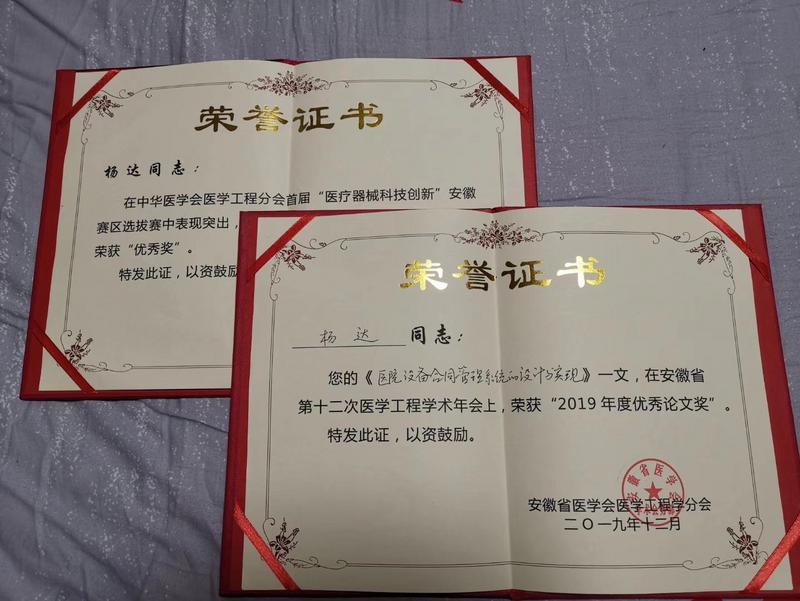 荣誉证书
杨达同志：
在中华医学会医学工程分会首届“医疗器械科技创新”安徽
赛区选拔赛中表现突出，
荣获“优秀奖”。
特发此证，以资鼓励
荣誉证书
杨达 同志：
您的《医院设备合同管理系统的设计与实现》一文，在安徽省
第十二次医学工程学术年会上，荣获“2019年度优秀论文奖”。
特发此证，以资鼓励。
安徽省医学会
安徽省医学会医学工程学分会
二〇一九年十二月